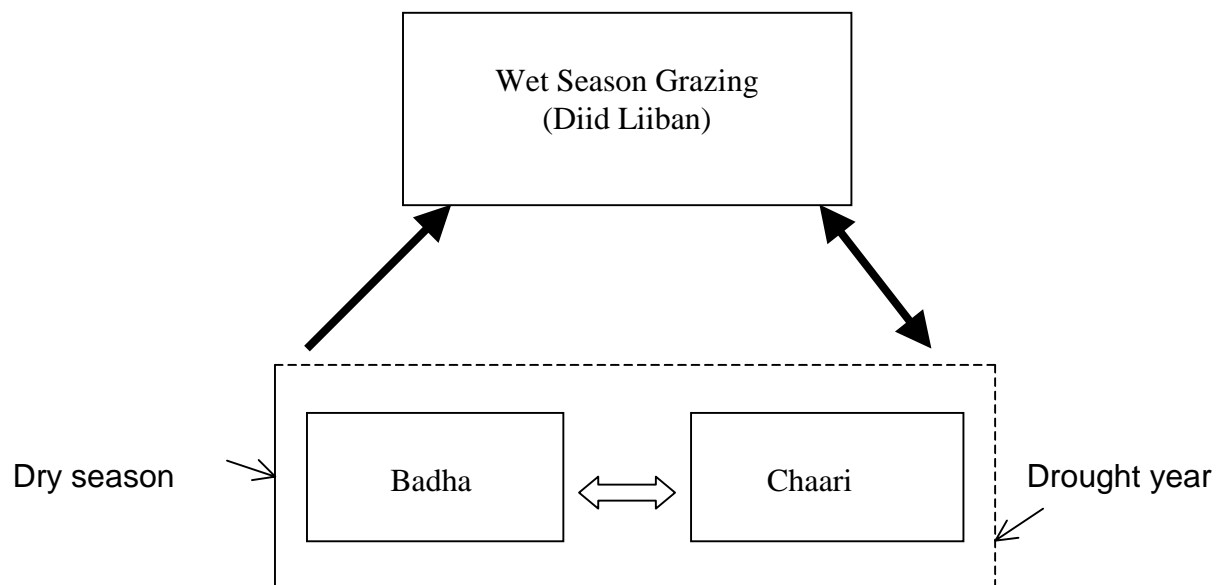 Wet Season Grazing
(Diid Liiban)
Dry season
Badha
Chaari
Drought year